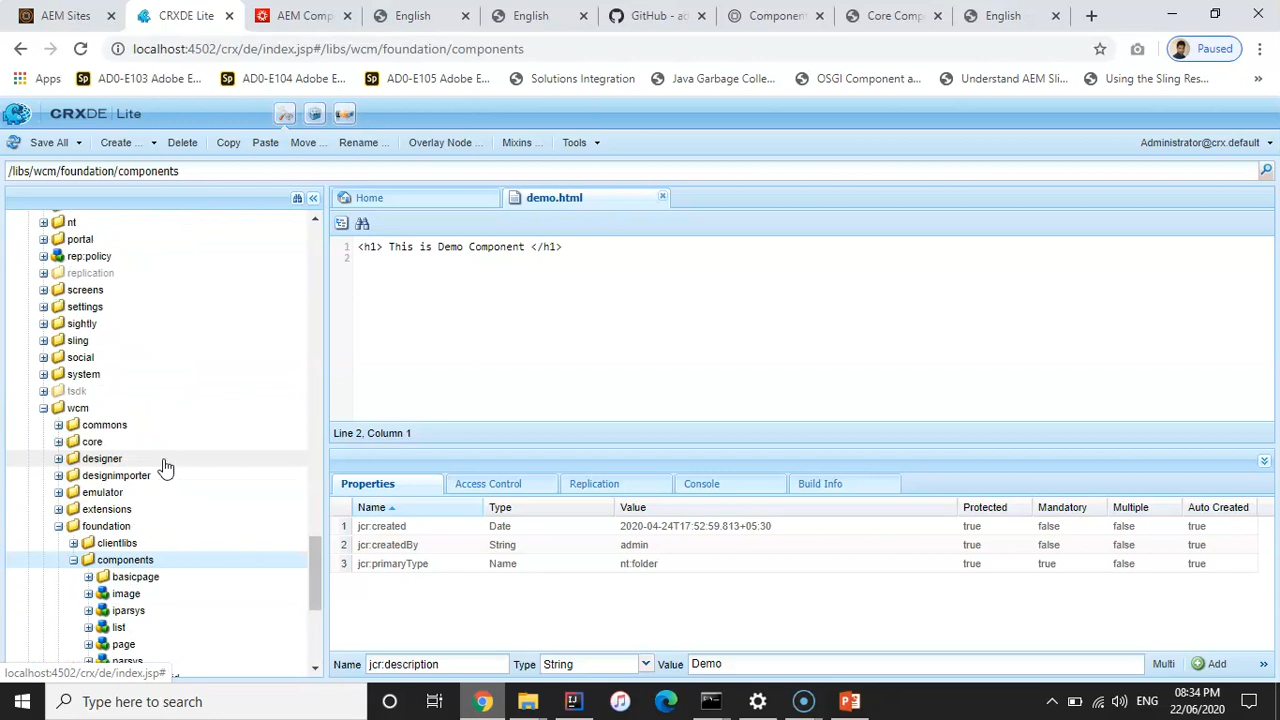 AEM Sites
CRXDE Lite
AEM Comp
English
English
GitHub - ad
Component
Core Comp
English
localhost:4502/crx/de/index.jsp#/libs/wcm/foundation/components
Paused
Apps
AD0-E103 Adobe E...
AD0-E104 Adobe E...
AD0-E105 Adobe E...
Solutions Integration
Java Garbage Colle...
OSGI Component a...
Understand AEM Sli...
Using the Sling Res...
CRXDE Lite
Save All
Create ...
Delete
Copy
Paste
Move ...
Rename ...
Overlay Node ...
Mixins ...
Tools
Administrator@crx.default
/libs/wcm/foundation/components
Home
demo.html
nt
portal
rep:policy
replication
screens
settings
sightly
sling
social
system
tsdk
wcm
commons
core
designer
designimporter
emulator
extensions
foundation
clientlibs
components
basicpage
image
iparsys
list
page
parsys
localhost:4502/crx/de/index.jsp#
1 <h1> This is Demo Component </h1>
2
Line 2, Column 1
Properties
Access Control
Replication
Console
Build Info
Name Type Value Protected Mandatory Multiple Auto Created
1 jcr:created Date 2020-04-24T17:52:59.813+05:30 true false false true
2 jcr:createdBy String admin true false false true
3 jcr:primaryType Name nt:folder true true false true
Name jcr:description Type String Value Demo Multi Add
Type here to search
ENG
08:34 PM
22/06/2020